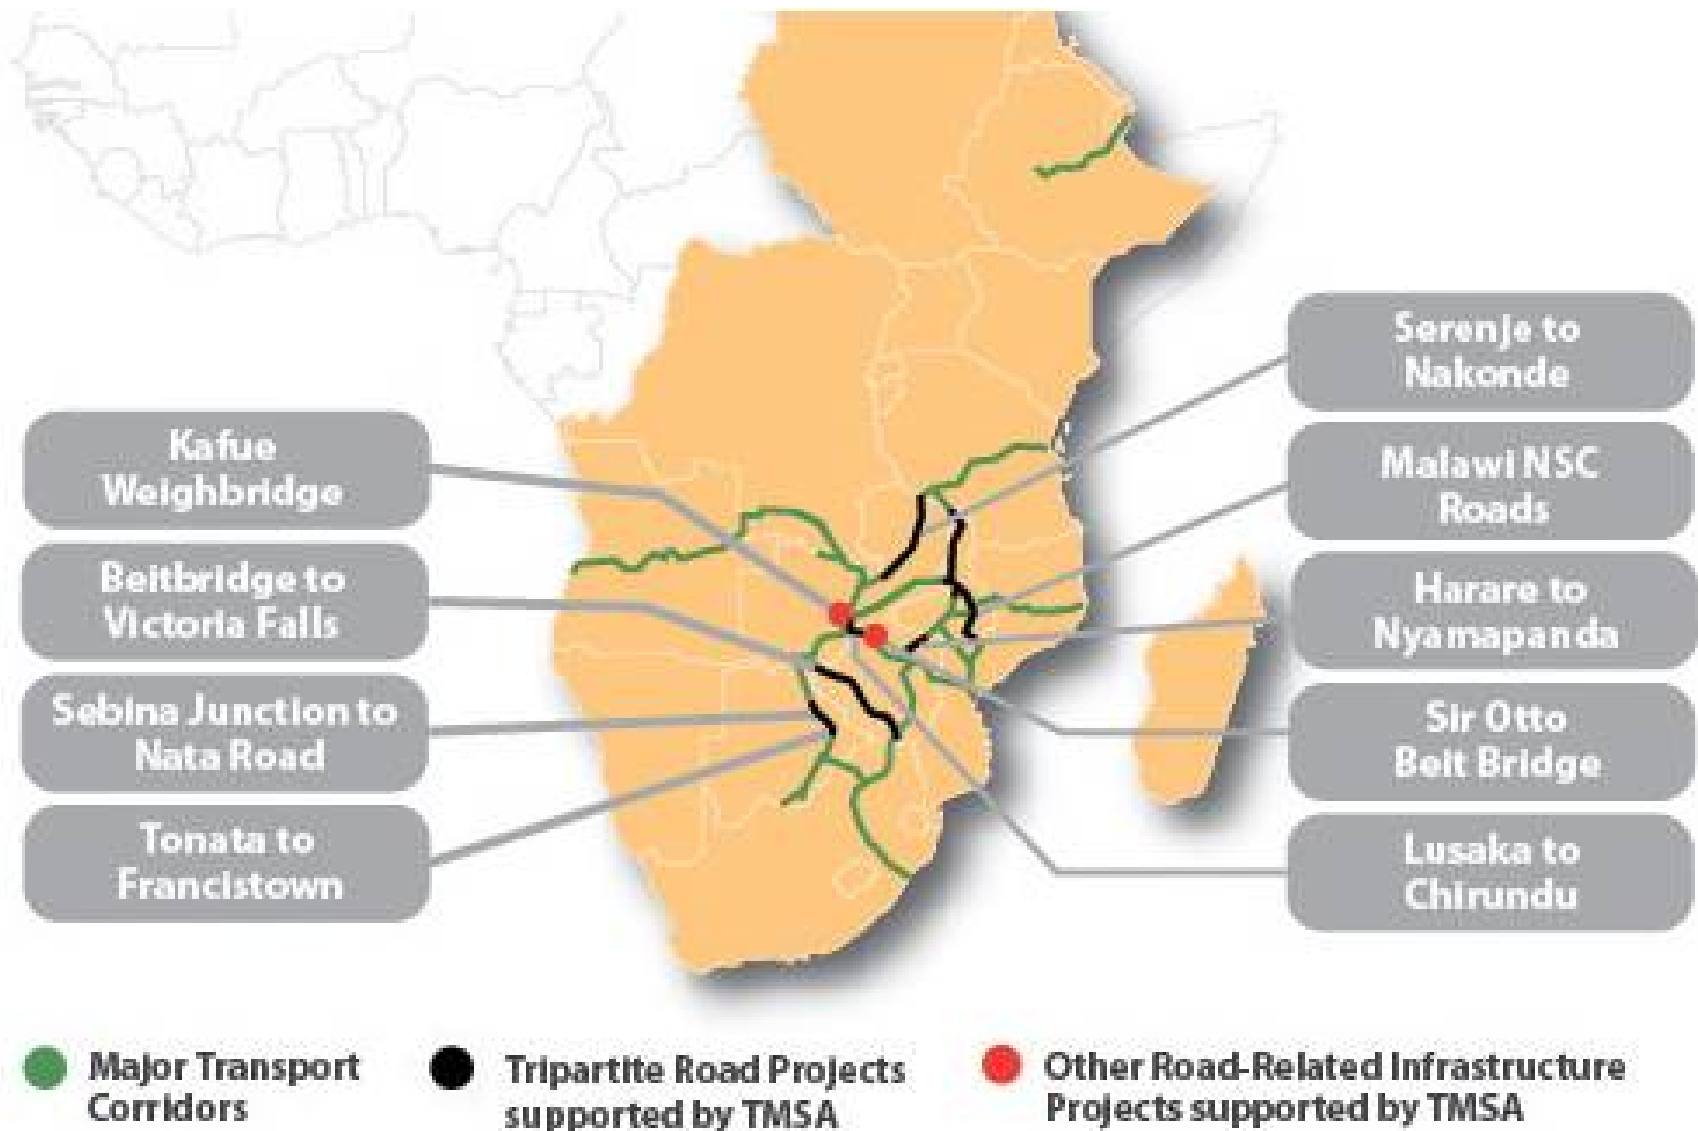 Kafue
Weighbridge
Beitbridge to
Victoria Falls
Sebina Junction to
Nata Road
Tonata to
Francistown
Serenje to
Nakonde
Malawi NSC
Roads
Harare to
Nyamapanda
Sir Otto
Beit Bridge
Lusaka to
Chirundu
Major Transport
Corridors
Tripartite Road Projects
supported by TMSA
Other Road-Related Infrastructure
Projects supported by TMSA